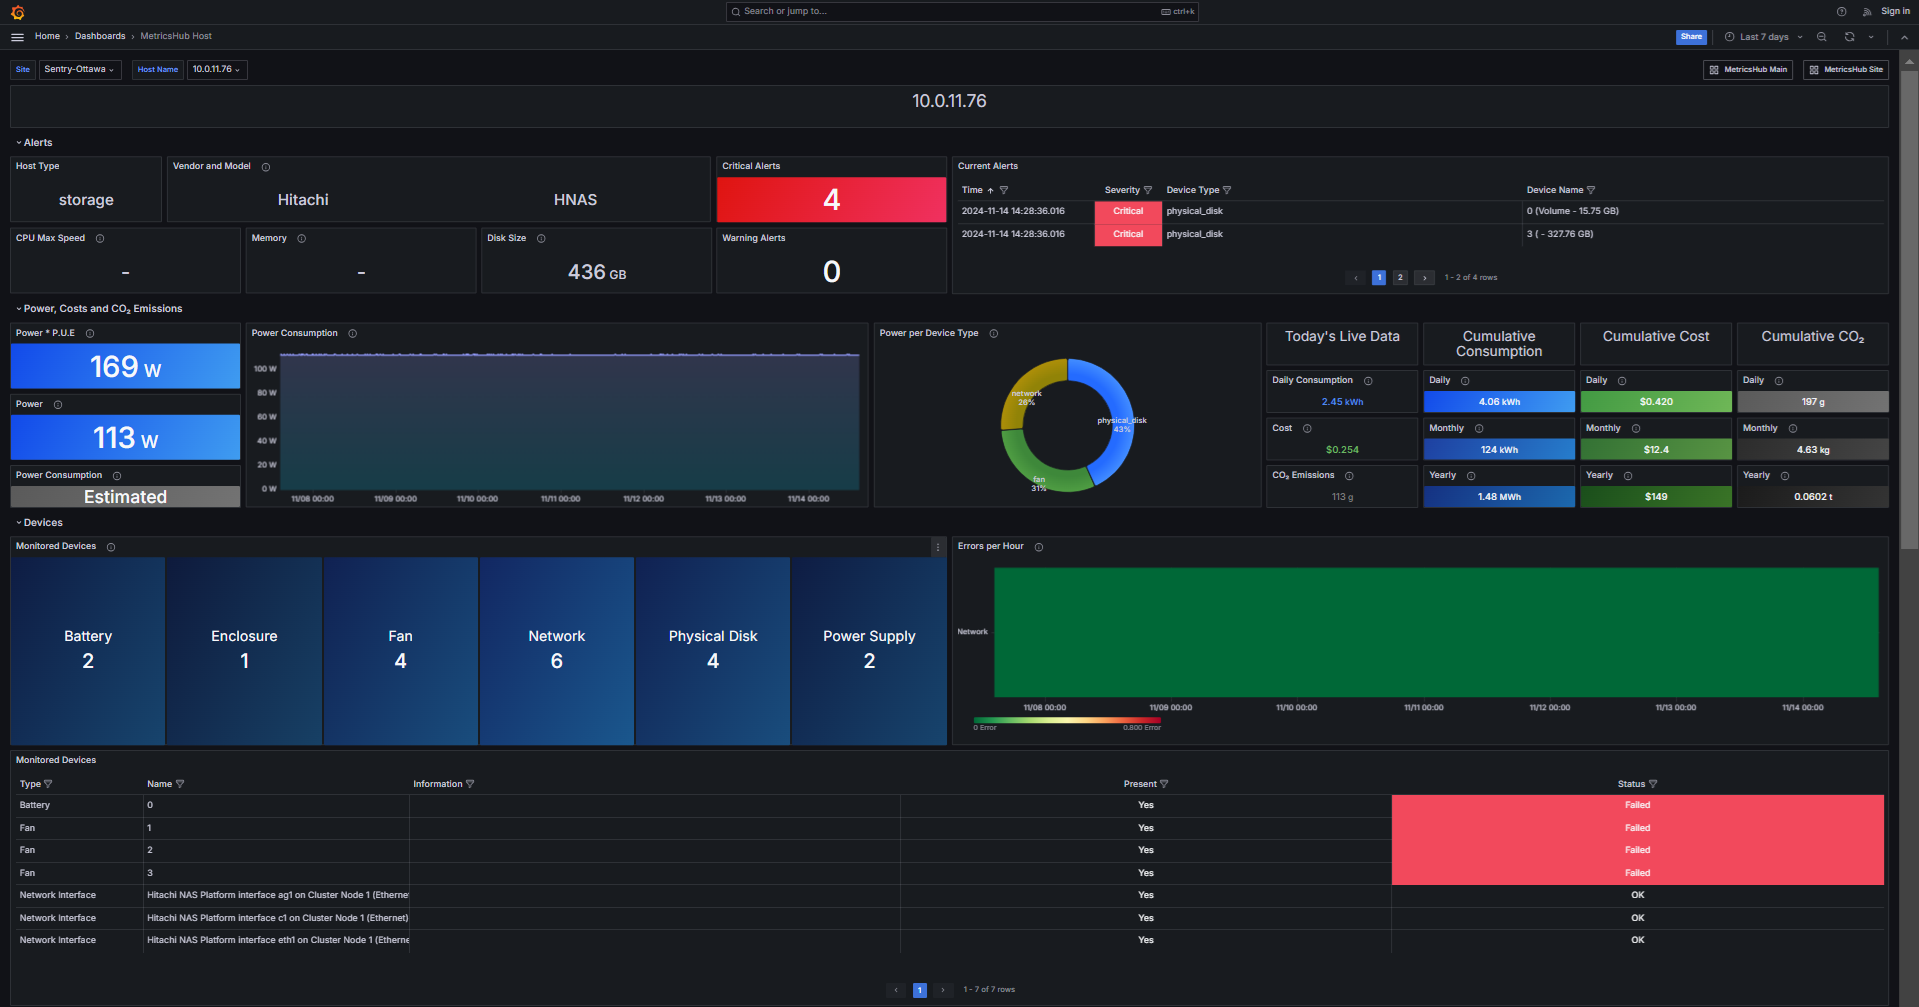 Search or jump to...
ctrl+k
Sign in
Home › Dashboards › MetricsHub Host
Share
Last 7 days
Site
Sentry-Ottawa
Host Name
10.0.11.76
MetricsHub Main
MetricsHub Site
10.0.11.76
Alerts
Host Type
storage
Vendor and Model
Hitachi
HNAS
Critical Alerts
4
Current Alerts
Time Severity Device Type Device Name
2024-11-14 14:28:36.016 Critical physical_disk 0 (Volume - 15.75 GB)
2024-11-14 14:28:36.016 Critical physical_disk 3 ( - 327.76 GB)
1 2 1 - 2 of 4 rows
CPU Max Speed
-
Memory
-
Disk Size
436 GB
Warning Alerts
0
Power, Costs and CO₂ Emissions
Power * P.U.E
169 W
Power
113 W
Power Consumption
Estimated
Power Consumption
100 W
80 W
60 W
40 W
20 W
0 W
11/08 00:00 11/09 00:00 11/10 00:00 11/11 00:00 11/12 00:00 11/13 00:00 11/14 00:00
Power per Device Type
network
26%
physical_disk
43%
fan
31%
Today's Live Data
Daily Consumption
2.45 kWh
Cost
$0.254
CO₂ Emissions
113 g
Cumulative
Consumption
Daily
4.06 kWh
Monthly
124 kWh
Yearly
1.48 MWh
Cumulative Cost
Daily
$0.420
Monthly
$12.4
Yearly
$149
Cumulative CO₂
Daily
197 g
Monthly
4.63 kg
Yearly
0.0602 t
Devices
Monitored Devices
Battery
2
Enclosure
1
Fan
4
Network
6
Physical Disk
4
Power Supply
2
Errors per Hour
Network
11/08 00:00 11/09 00:00 11/10 00:00 11/11 00:00 11/12 00:00 11/13 00:00 11/14 00:00
0 Error 0.800 Error
Monitored Devices
Type Name Information Present Status
Battery 0 Yes Failed
Fan 1 Yes Failed
Fan 2 Yes Failed
Fan 3 Yes Failed
Network Interface Hitachi NAS Platform interface ag1 on Cluster Node 1 (Etherne Yes OK
Network Interface Hitachi NAS Platform interface c1 on Cluster Node 1 (Ethernet) Yes OK
Network Interface Hitachi NAS Platform interface eth1 on Cluster Node 1 (Etherne Yes OK
1 1 - 7 of 7 rows